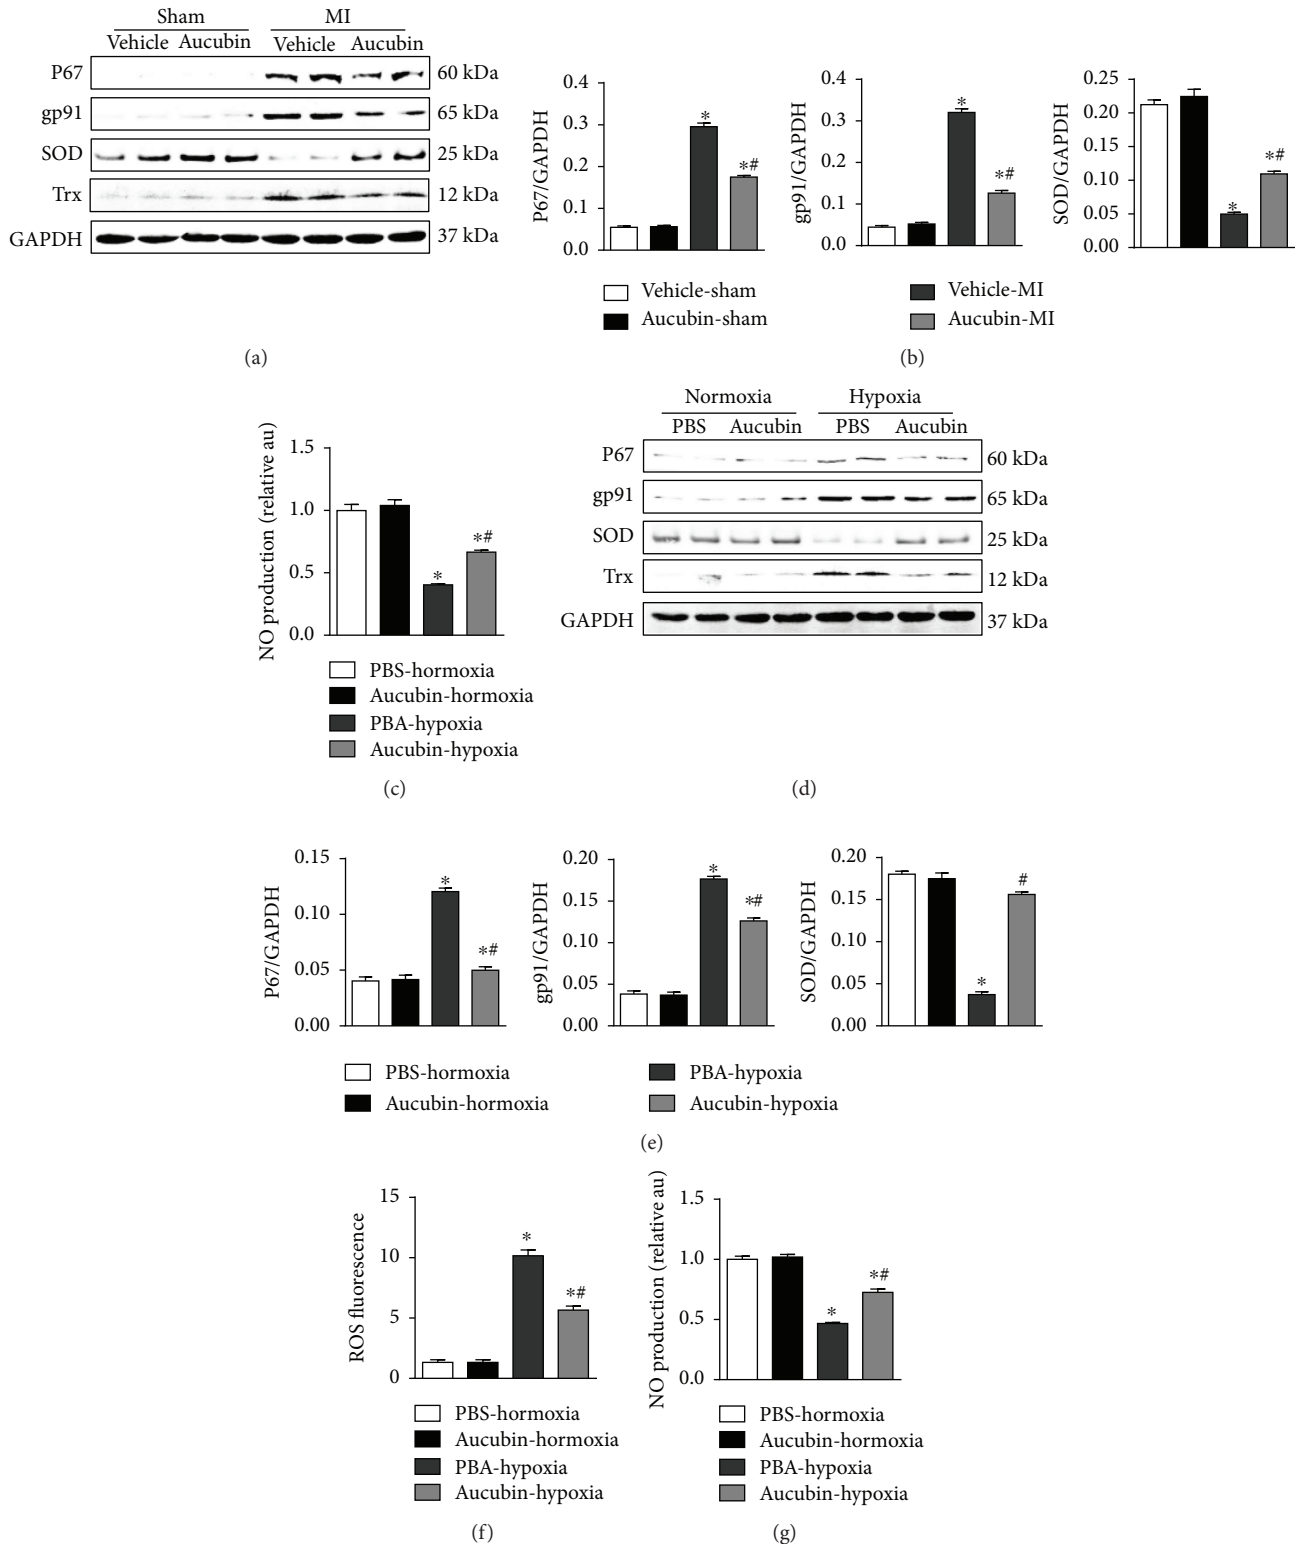 Sham MI
Vehicle Aucubin Vehicle Aucubin
P67 60 kDa
gp91 65 kDa
SOD 25 kDa
Trx 12 kDa
GAPDH 37 kDa
(a)
P67/GAPDH
0.4
0.3
0.2
0.1
0.0
* *#
gp91/GAPDH
0.4
0.3
0.2
0.1
0.0
* *#
SOD/GAPDH
0.25
0.20
0.15
0.10
0.05
0.00
* *#
Vehicle-sham Vehicle-MI
Aucubin-sham Aucubin-MI
(b)
NO production (relative au)
1.5
1.0
0.5
0.0
* *#
PBS-hormoxia
Aucubin-hormoxia
PBA-hypoxia
Aucubin-hypoxia
(c)
Normoxia Hypoxia
PBS Aucubin PBS Aucubin
P67 60 kDa
gp91 65 kDa
SOD 25 kDa
Trx 12 kDa
GAPDH 37 kDa
(d)
P67/GAPDH
0.15
0.10
0.05
0.00
* *#
gp91/GAPDH
0.20
0.15
0.10
0.05
0.00
* *#
SOD/GAPDH
0.20
0.15
0.10
0.05
0.00
* #
PBS-hormoxia PBA-hypoxia
Aucubin-hormoxia Aucubin-hypoxia
(e)
ROS fluorescence
15
10
5
0
* *#
PBS-hormoxia
Aucubin-hormoxia
PBA-hypoxia
Aucubin-hypoxia
(f)
NO production (relative au)
1.5
1.0
0.5
0.0
* *#
PBS-hormoxia
Aucubin-hormoxia
PBA-hypoxia
Aucubin-hypoxia
(g)